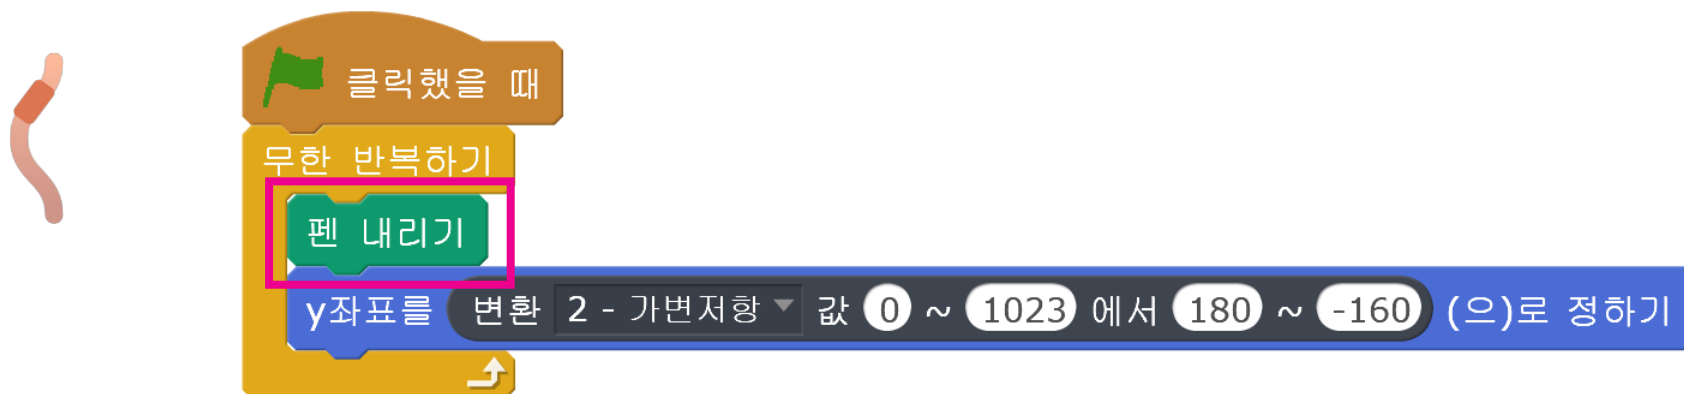 클릭했을 때
무한 반복하기
펜 내리기
y좌표를 변환 2 - 가변저항 값 0 ~ 1023 에서 180 ~ -160 (으)로 정하기